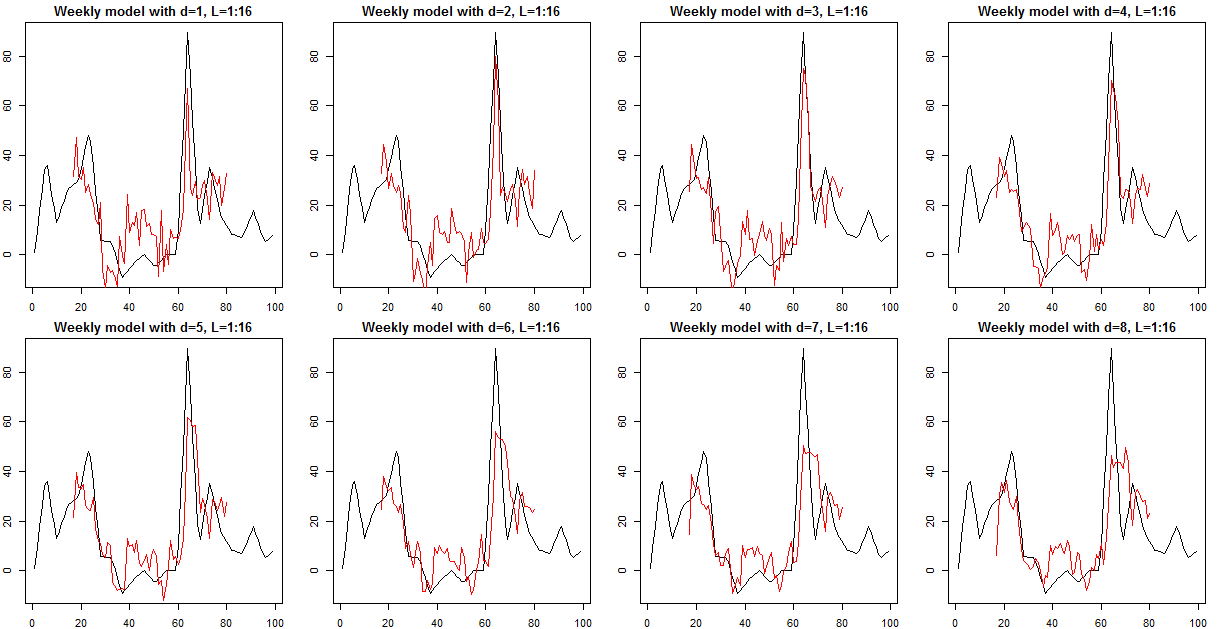 Weekly model with d=1, L=1:16
Weekly model with d=2, L=1:16
Weekly model with d=3, L=1:16
Weekly model with d=4, L=1:16
80
60
40
20
0
80
60
40
20
0
80
60
40
20
0
80
60
40
20
0
0 20 40 60 80 100
0 20 40 60 80 100
0 20 40 60 80 100
0 20 40 60 80 100
Weekly model with d=5, L=1:16
Weekly model with d=6, L=1:16
Weekly model with d=7, L=1:16
Weekly model with d=8, L=1:16
80
60
40
20
0
80
60
40
20
0
80
60
40
20
0
80
60
40
20
0
0 20 40 60 80 100
0 20 40 60 80 100
0 20 40 60 80 100
0 20 40 60 80 100